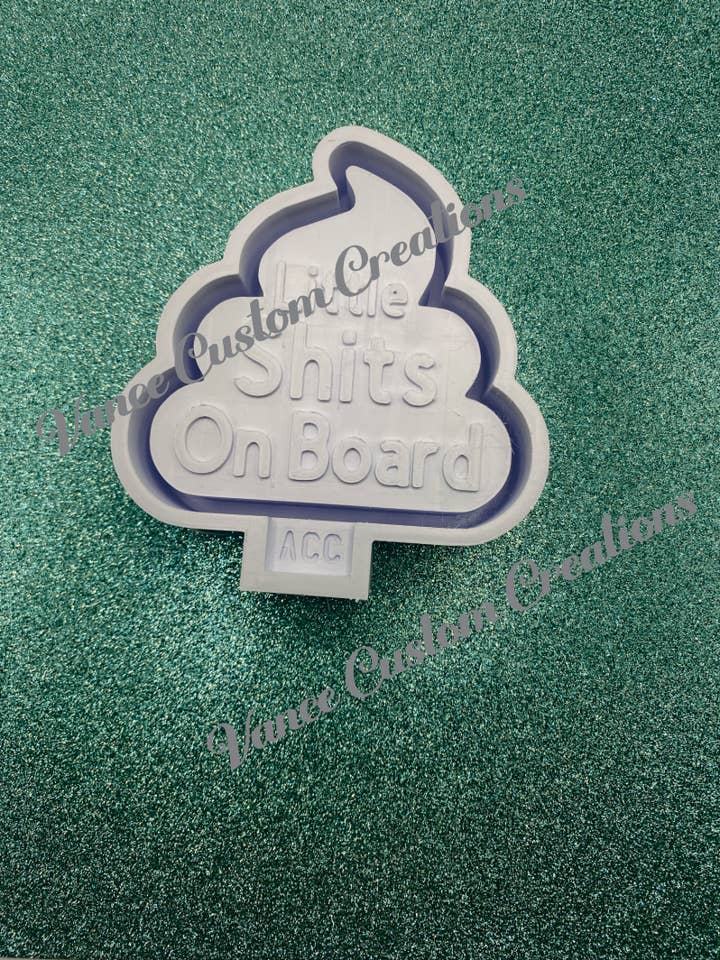 Little
Shits
On Board
ACC
Vance Custom Creations
Vance Custom Creations